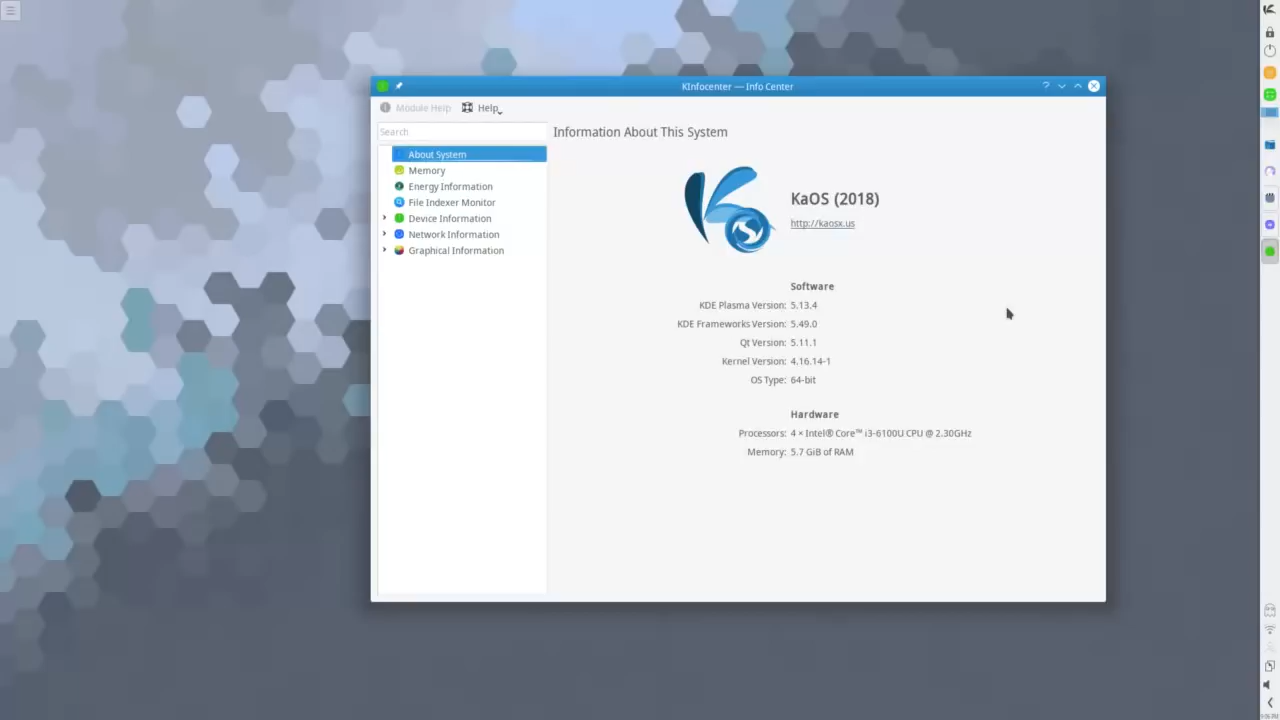 KInfocenter — Info Center
Module Help Help
Search
Information About This System
About System
Memory
Energy Information
File Indexer Monitor
Device Information
Network Information
Graphical Information
KaOS (2018)
http://kaosx.us
Software
KDE Plasma Version: 5.13.4
KDE Frameworks Version: 5.49.0
Qt Version: 5.11.1
Kernel Version: 4.16.14-1
OS Type: 64-bit
Hardware
Processors: 4 × Intel® Core™ i3-6100U CPU @ 2.30GHz
Memory: 5.7 GiB of RAM